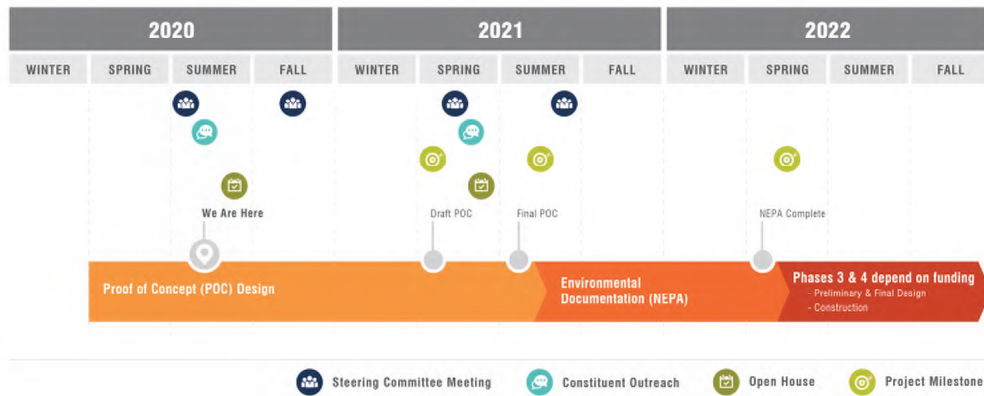 2020 2021 2022
WINTER SPRING SUMMER FALL WINTER SPRING SUMMER FALL WINTER SPRING SUMMER FALL
We Are Here Draft POC Final POC NEPA Complete
Proof of Concept (POC) Design
Environmental
Documentation (NEPA)
Phases 3 & 4 depend on funding
- Preliminary & Final Design
- Construction
Steering Committee Meeting Constituent Outreach Open House Project Milestone